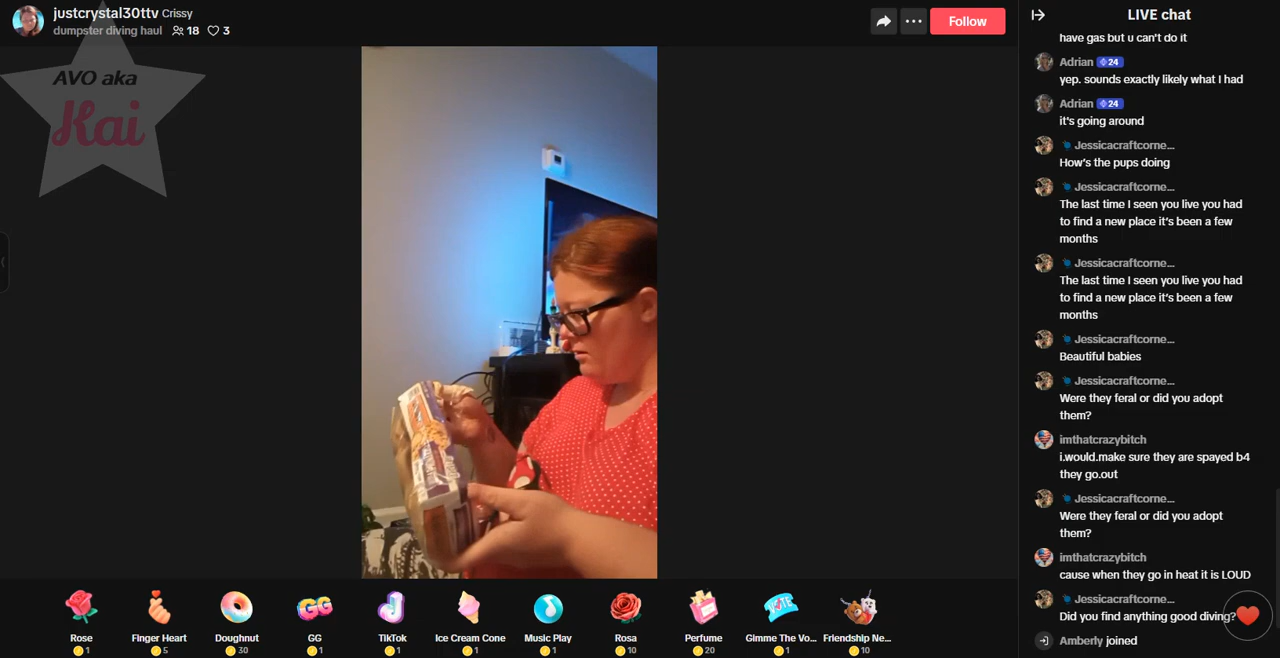 justcrystal30ttv Crissy
dumpster diving haul 18 3
Follow
AVO aka
Kai
LIVE chat
have gas but u can't do it
Adrian 24
yep. sounds exactly likely what I had
Adrian 24
it's going around
Jessicacraftcorne...
How's the pups doing
Jessicacraftcorne...
The last time I seen you live you had
to find a new place it's been a few
months
Jessicacraftcorne...
The last time I seen you live you had
to find a new place it's been a few
months
Jessicacraftcorne...
Beautiful babies
Jessicacraftcorne...
Were they feral or did you adopt
them?
imthatcrazybitch
i.would.make sure they are spayed b4
they go.out
Jessicacraftcorne...
Were they feral or did you adopt
them?
imthatcrazybitch
cause when they go in heat it is LOUD
Jessicacraftcorne...
Did you find anything good diving?
Amberly joined
GG
Rose
Finger Heart
Doughnut
GG
TikTok
Ice Cream Cone
Music Play
Rosa
Perfume
Gimme The Vo...
Friendship Ne...
1
5
30
1
1
1
1
10
20
1
10